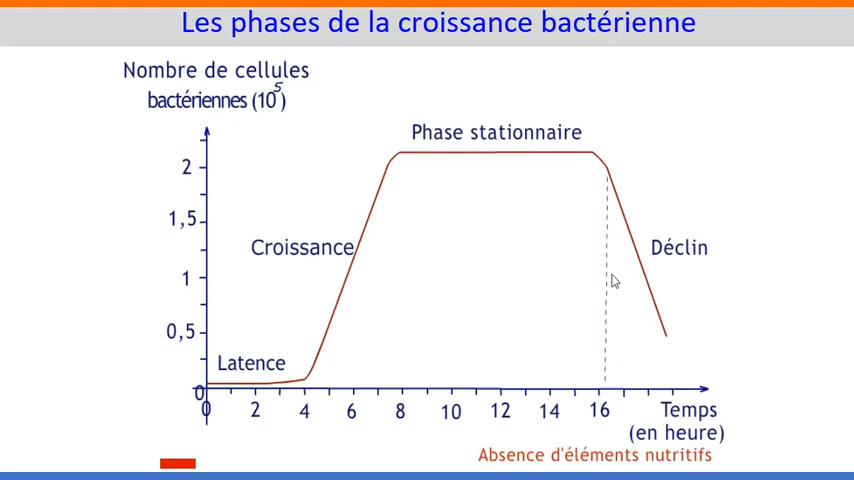 Les phases de la croissance bactérienne
Nombre de cellules
bactériennes (10⁵)
Phase stationnaire
2
1,5
Croissance
Déclin
1
0,5
Latence
0
0 2 4 6 8 10 12 14 16 Temps
(en heure)
Absence d'éléments nutritifs